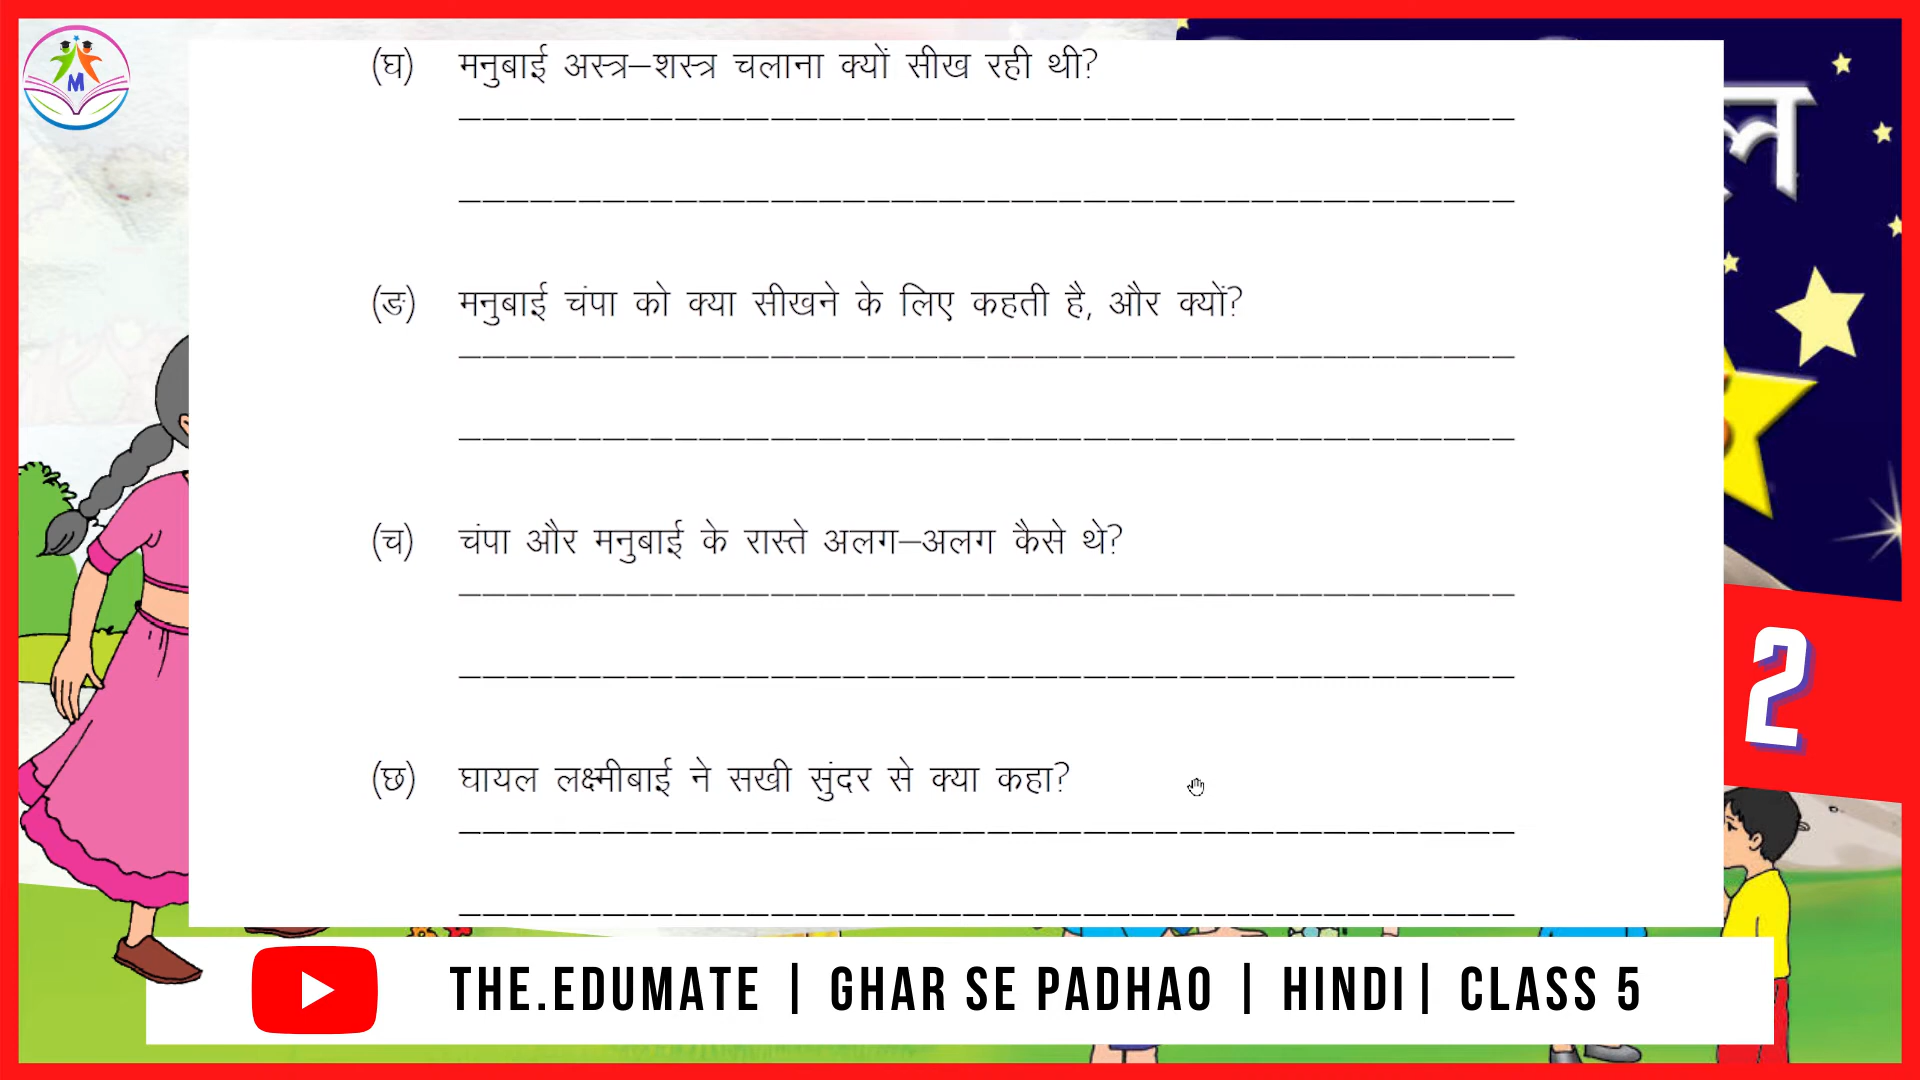 M
(घ) मनुबाई अस्त्र–शस्त्र चलाना क्यों सीख रही थी?
(ङ) मनुबाई चंपा को क्या सीखने के लिए कहती है, और क्यों?
(च) चंपा और मनुबाई के रास्ते अलग–अलग कैसे थे?
2
(छ) घायल लक्ष्मीबाई ने सखी सुंदर से क्या कहा?
THE.EDUMATE | GHAR SE PADHAO | HINDI| CLASS 5